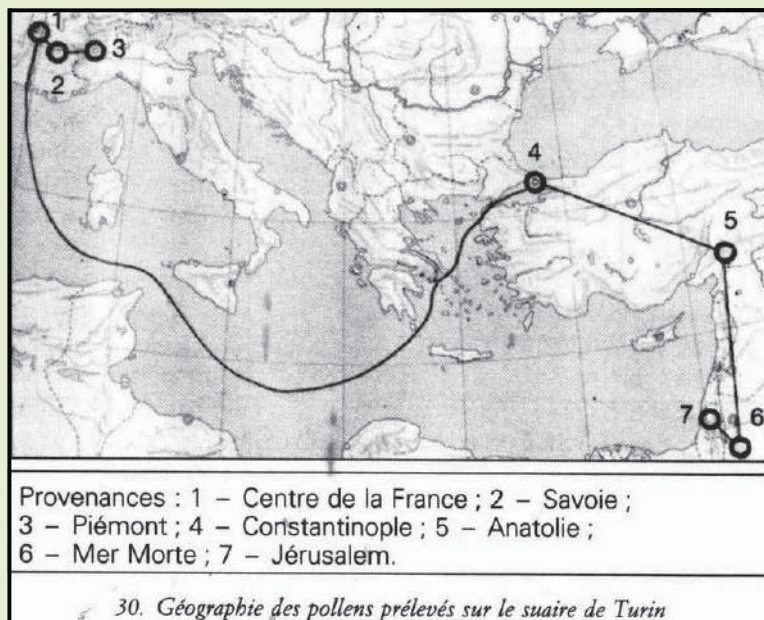 1
2
3
4
5
6
7
Provenances : 1 – Centre de la France ; 2 – Savoie ;
3 – Piémont ; 4 – Constantinople ; 5 – Anatolie ;
6 – Mer Morte ; 7 – Jérusalem.
30. Géographie des pollens prélevés sur le suaire de Turin